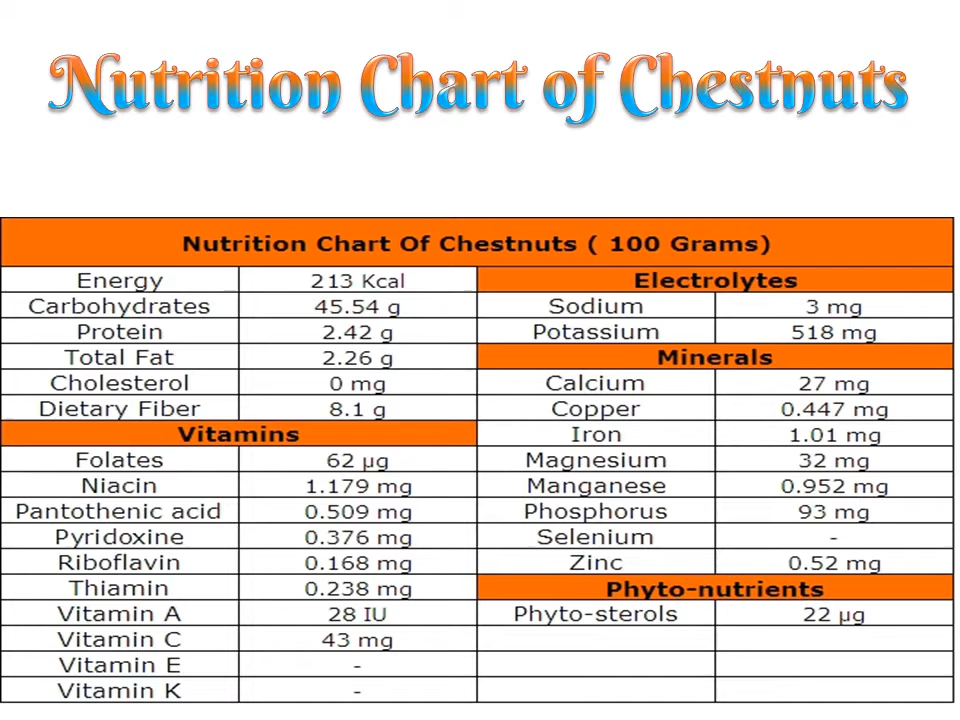 Nutrition Chart of Chestnuts
Nutrition Chart Of Chestnuts ( 100 Grams)
Energy 213 Kcal Electrolytes
Carbohydrates 45.54 g Sodium 3 mg
Protein 2.42 g Potassium 518 mg
Total Fat 2.26 g Minerals
Cholesterol 0 mg Calcium 27 mg
Dietary Fiber 8.1 g Copper 0.447 mg
Vitamins Iron 1.01 mg
Folates 62 µg Magnesium 32 mg
Niacin 1.179 mg Manganese 0.952 mg
Pantothenic acid 0.509 mg Phosphorus 93 mg
Pyridoxine 0.376 mg Selenium -
Riboflavin 0.168 mg Zinc 0.52 mg
Thiamin 0.238 mg Phyto-nutrients
Vitamin A 28 IU Phyto-sterols 22 µg
Vitamin C 43 mg
Vitamin E -
Vitamin K -